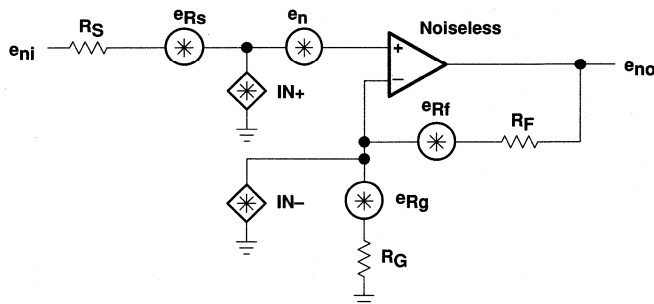 eni
RS
eRs
en
Noiseless
+
−
eno
IN+
eRf
RF
IN−
eRg
RG